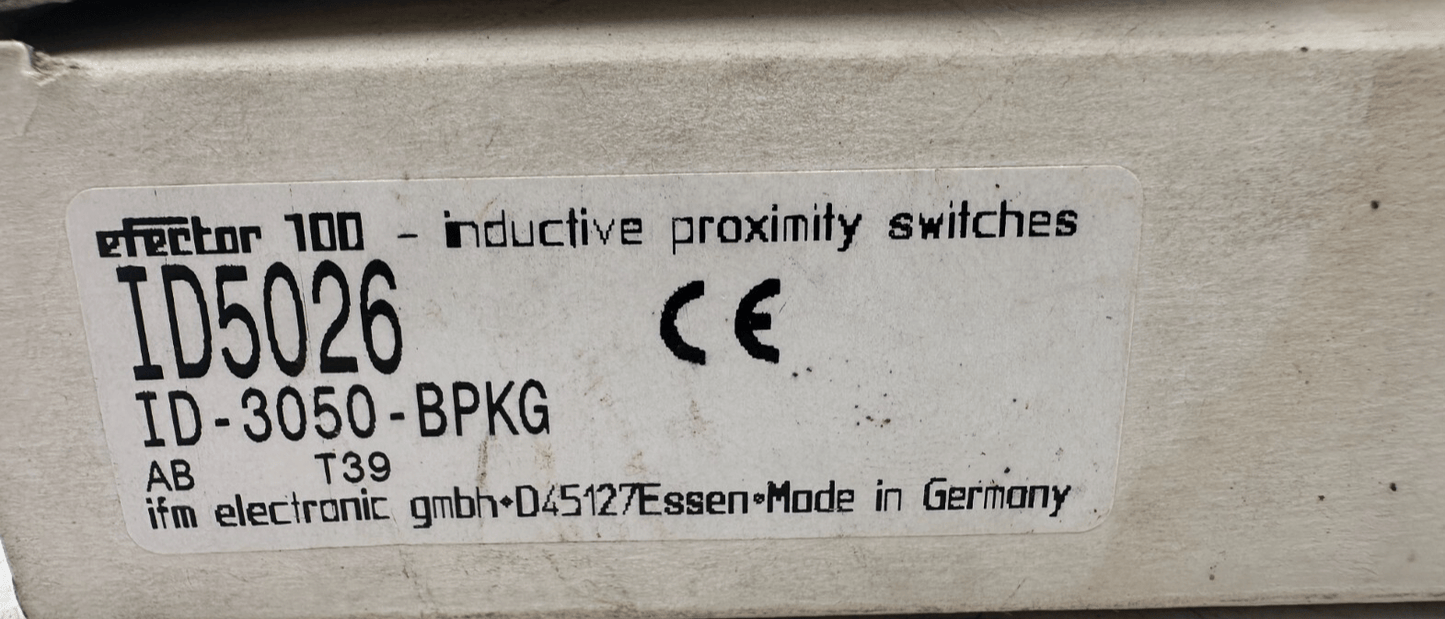 efector 100 - inductive proximity switches
ID5026
CE
ID-3050-BPKG
AB T39
ifm electronic gmbh•D45127Essen•Made in Germany